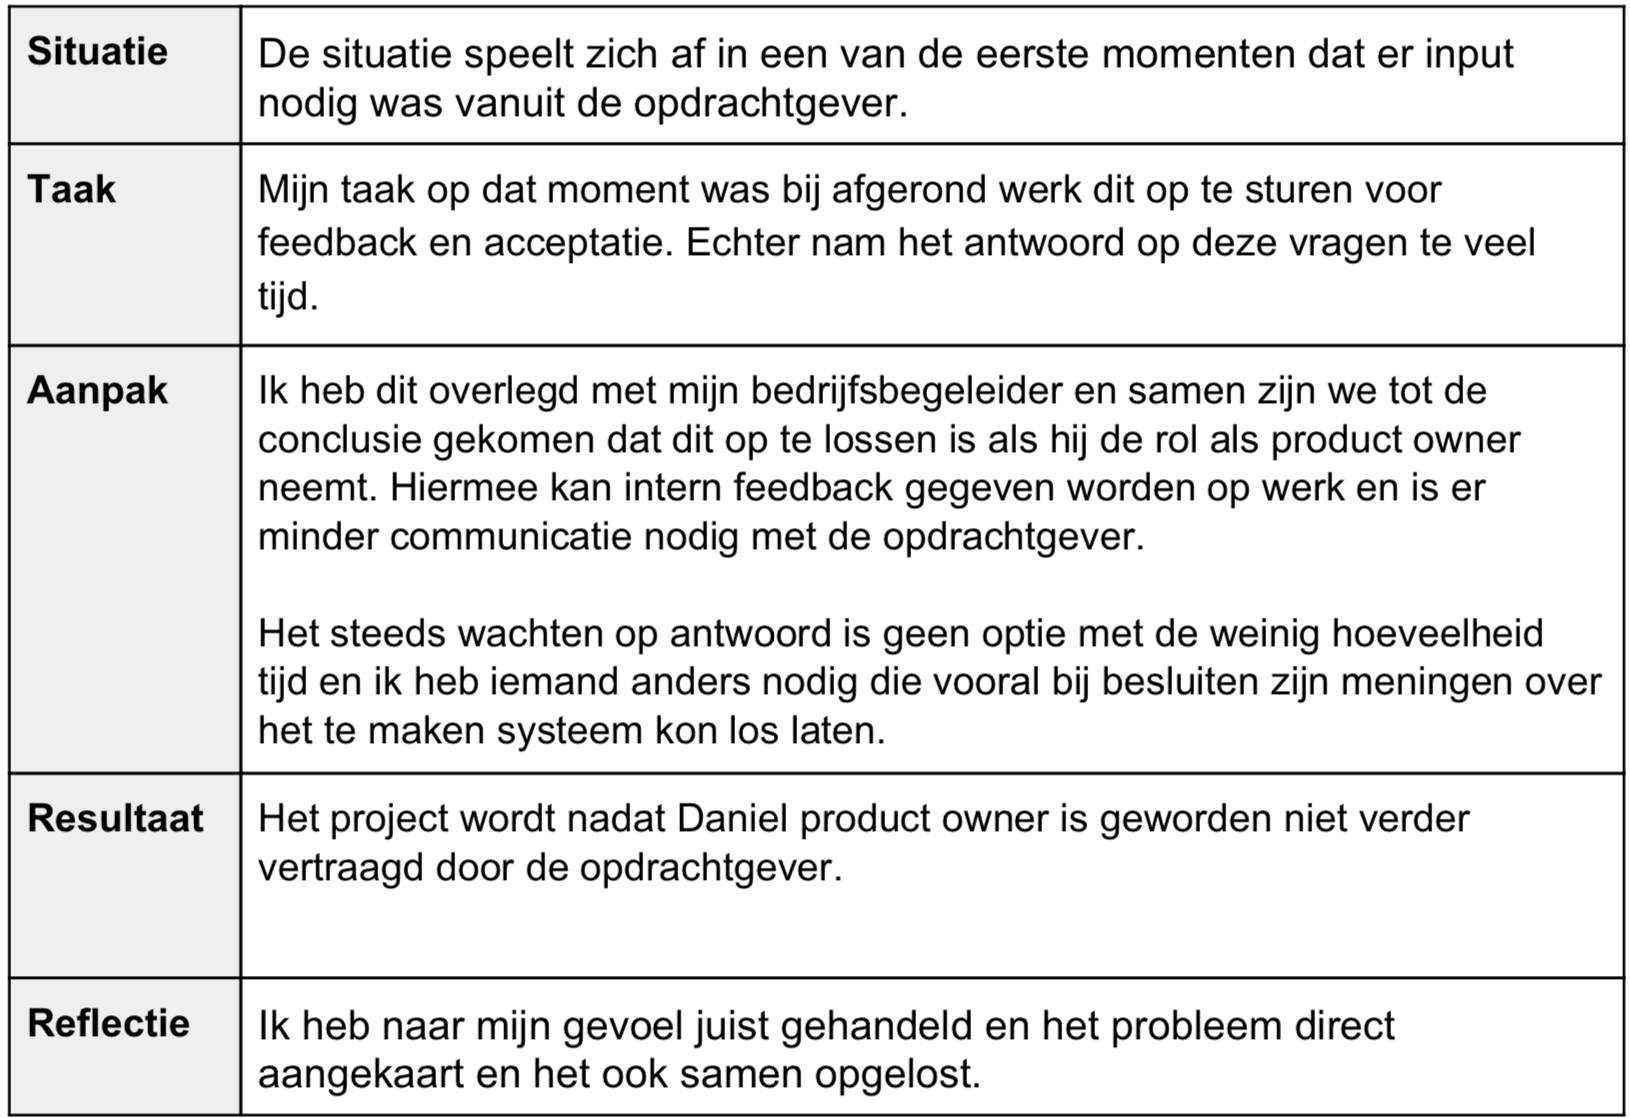 Situatie
De situatie speelt zich af in een van de eerste momenten dat er input
nodig was vanuit de opdrachtgever.
Taak
Mijn taak op dat moment was bij afgerond werk dit op te sturen voor
feedback en acceptatie. Echter nam het antwoord op deze vragen te veel
tijd.
Aanpak
Ik heb dit overlegd met mijn bedrijfsbegeleider en samen zijn we tot de
conclusie gekomen dat dit op te lossen is als hij de rol als product owner
neemt. Hiermee kan intern feedback gegeven worden op werk en is er
minder communicatie nodig met de opdrachtgever.
Het steeds wachten op antwoord is geen optie met de weinig hoeveelheid
tijd en ik heb iemand anders nodig die vooral bij besluiten zijn meningen over
het te maken systeem kon los laten.
Resultaat
Het project wordt nadat Daniel product owner is geworden niet verder
vertraagd door de opdrachtgever.
Reflectie
Ik heb naar mijn gevoel juist gehandeld en het probleem direct
aangekaart en het ook samen opgelost.